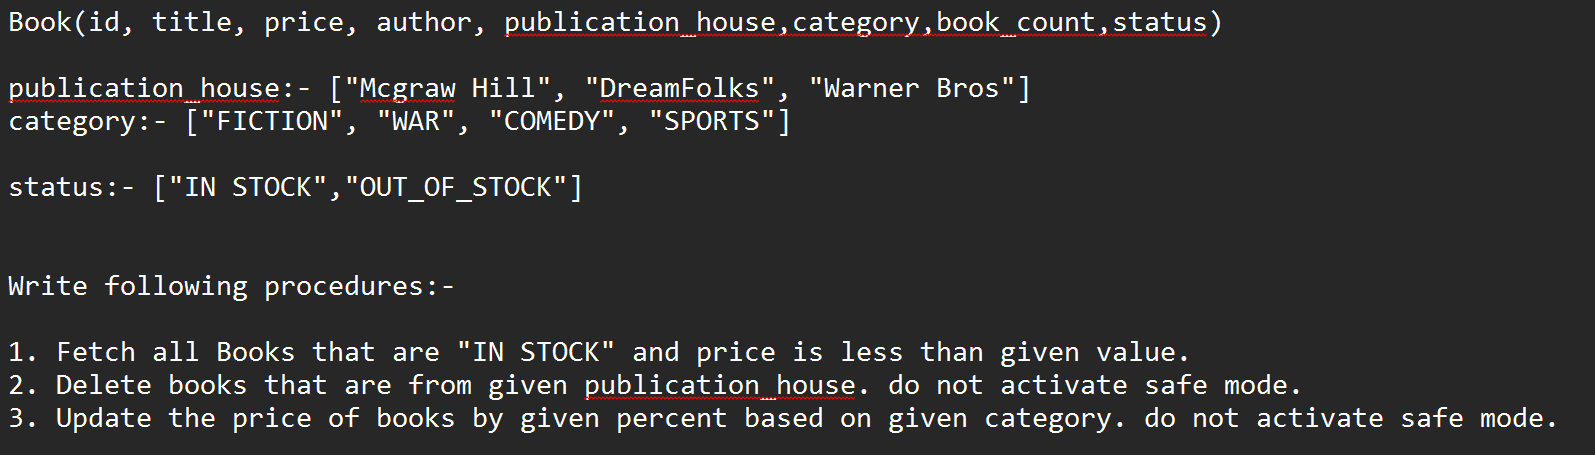 Book(id, title, price, author, publication_house,category,book_count,status)
publication_house:- ["Mcgraw Hill", "DreamFolks", "Warner Bros"]
category:- ["FICTION", "WAR", "COMEDY", "SPORTS"]
status:- ["IN STOCK","OUT_OF_STOCK"]
Write following procedures:-
1. Fetch all Books that are "IN STOCK" and price is less than given value.
2. Delete books that are from given publication_house. do not activate safe mode.
3. Update the price of books by given percent based on given category. do not activate safe mode.